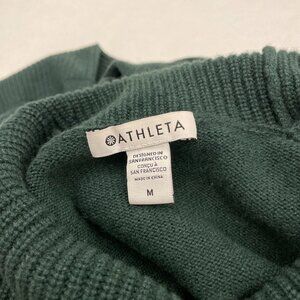 ATHLETA
DESIGNED IN
SAN FRANCISCO
CONÇU À
SAN FRANCISCO
MADE IN CHINA
M